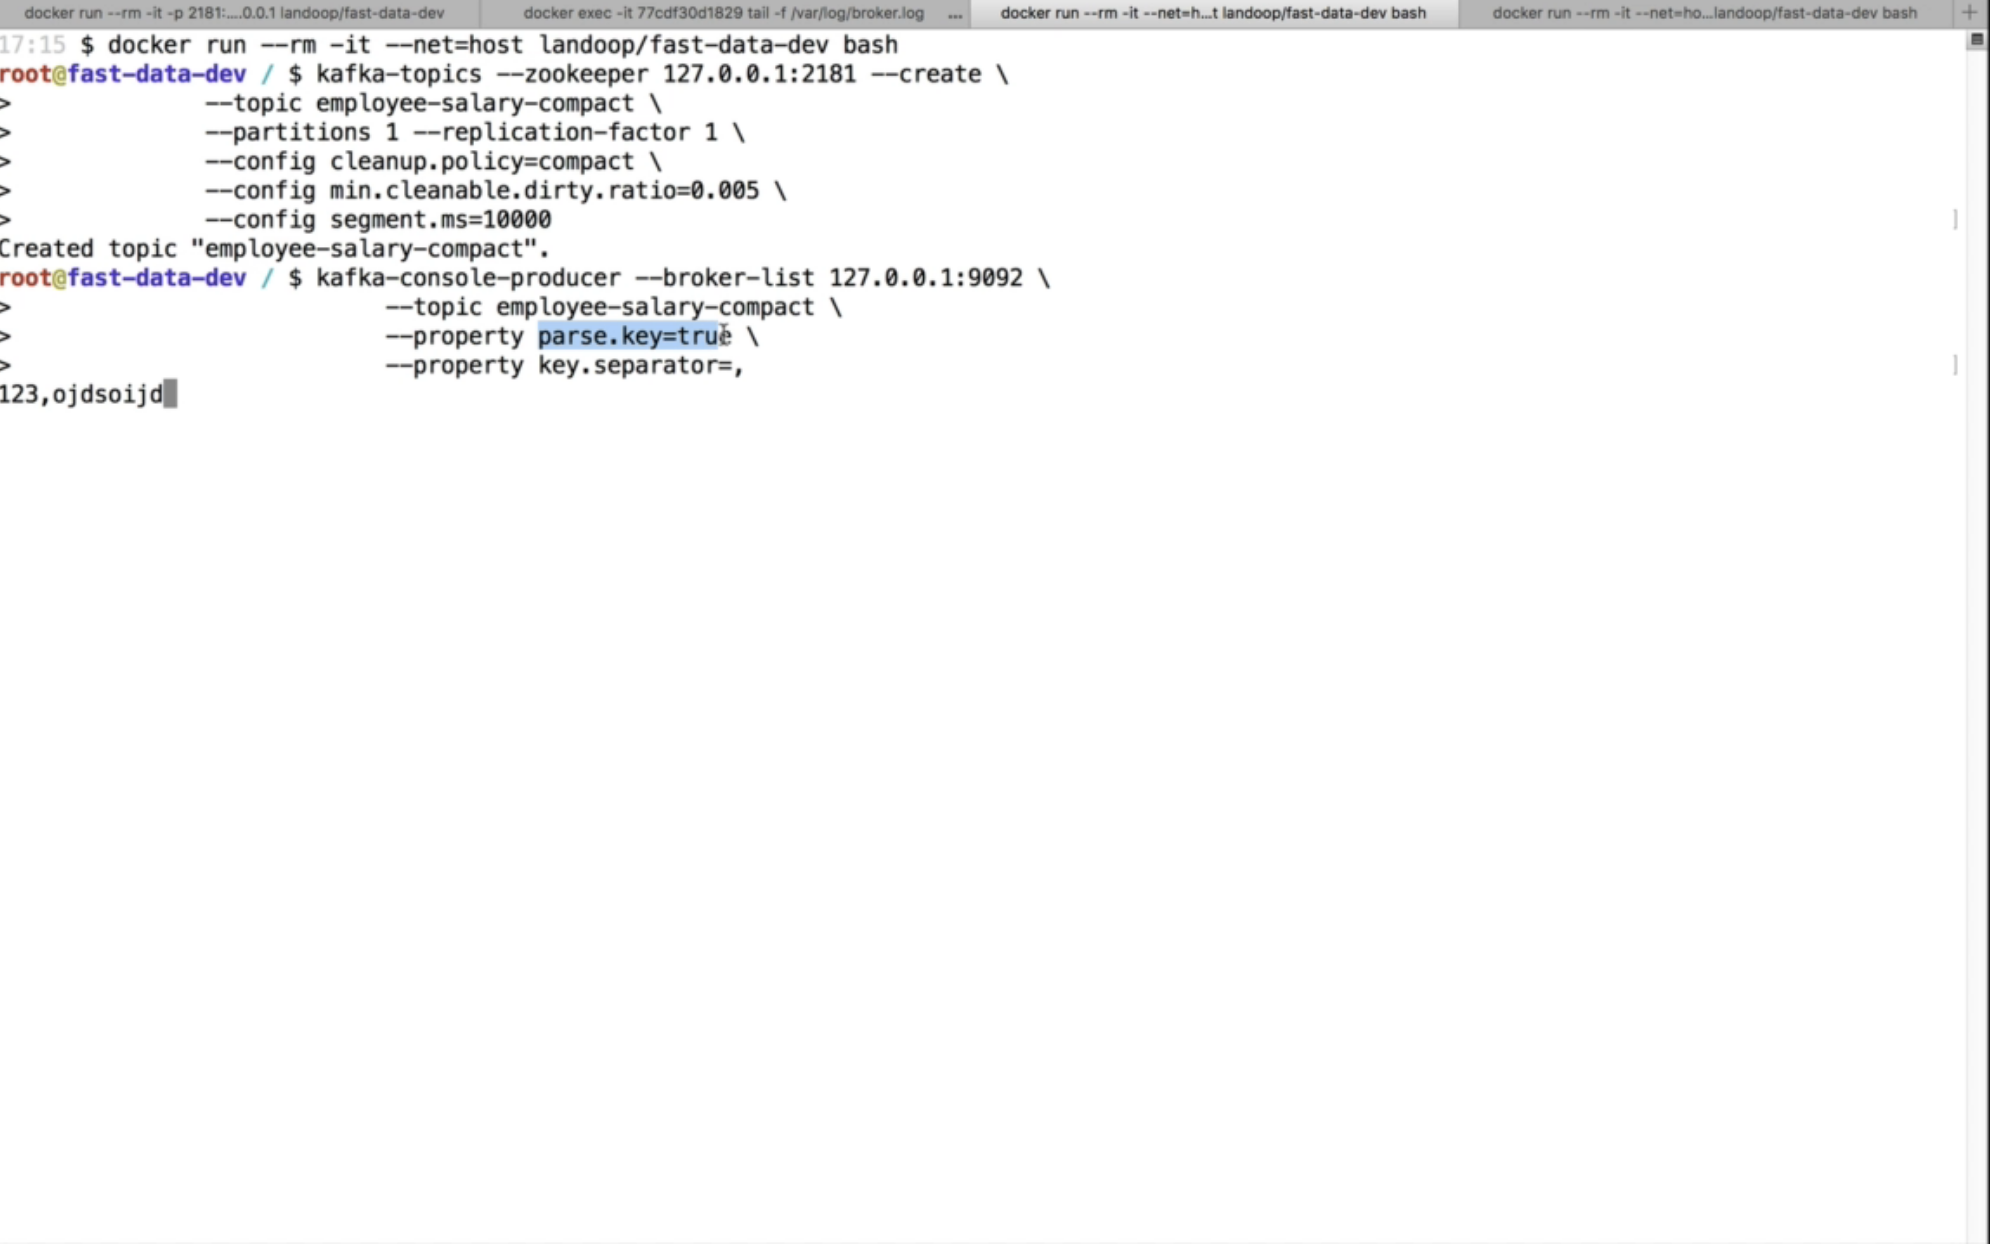 docker run --rm -it -p 2181:....0.0.1 landoop/fast-data-dev
docker exec -it 77cdf30d1829 tail -f /var/log/broker.log ...
docker run --rm -it --net=h...t landoop/fast-data-dev bash
docker run --rm -it --net=ho...landoop/fast-data-dev bash +
17:15 $ docker run --rm -it --net=host landoop/fast-data-dev bash
root@fast-data-dev / $ kafka-topics --zookeeper 127.0.0.1:2181 --create \
> --topic employee-salary-compact \
> --partitions 1 --replication-factor 1 \
> --config cleanup.policy=compact \
> --config min.cleanable.dirty.ratio=0.005 \
> --config segment.ms=10000 ]
Created topic "employee-salary-compact".
root@fast-data-dev / $ kafka-console-producer --broker-list 127.0.0.1:9092 \
> --topic employee-salary-compact \
> --property parse.key=true \
> --property key.separator=, ]
123,ojdsoijd